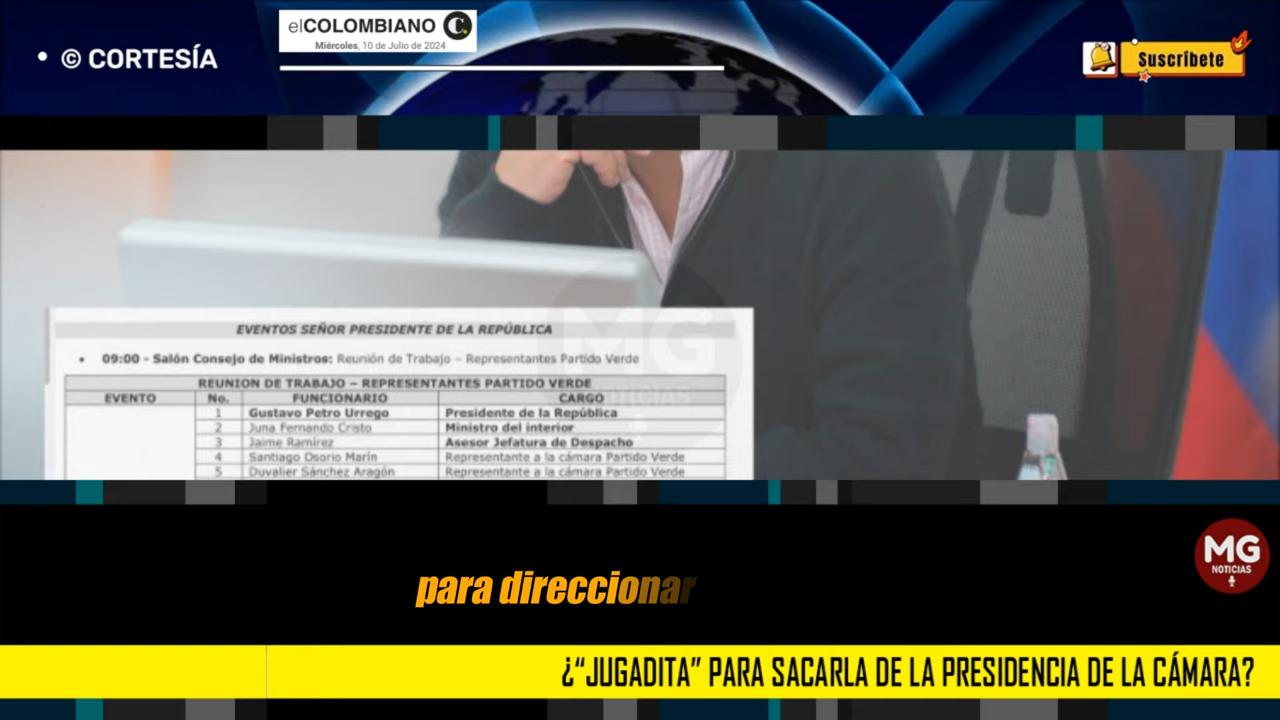 • © CORTESÍA
elCOLOMBIANO C.
Miércoles, 10 de Julio de 2024
Suscríbete
EVENTOS SEÑOR PRESIDENTE DE LA REPÚBLICA
• 09:00 - Salón Consejo de Ministros: Reunión de Trabajo – Representantes Partido Verde
REUNION DE TRABAJO – REPRESENTANTES PARTIDO VERDE
EVENTO No. FUNCIONARIO CARGO
1 Gustavo Petro Urrego Presidente de la República
2 Juna Fernando Cristo Ministro del interior
3 Jaime Ramírez Asesor Jefatura de Despacho
4 Santiago Osorio Marín Representante a la cámara Partido Verde
5 Duvalier Sánchez Aragón Representante a la cámara Partido Verde
MG
NOTICIAS
para direccionar
MG
NOTICIAS
¿“JUGADITA” PARA SACARLA DE LA PRESIDENCIA DE LA CÁMARA?